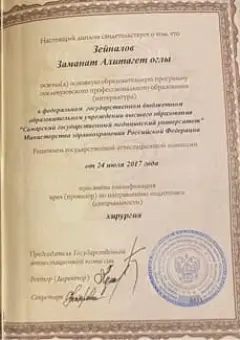 Настоящий диплом свидетельствует о том, что
Зейналов
Заманат Алигагет оглы
освоил(а) основную образовательную программу
послевузовского профессионального образования
(интернатура)
в федеральном государственном бюджетном
образовательном учреждении высшего образования
"Самарский государственный медицинский университет"
Министерства здравоохранения Российской Федерации
Решением государственной аттестационной комиссии
от 24 июля 2017 года
присвоена квалификация
врач (провизор) по направлению подготовки
(специальности)
хирургия
Председатель Государственной
аттестационной комиссии
Ректор (Директор)
Секретарь
М.П.